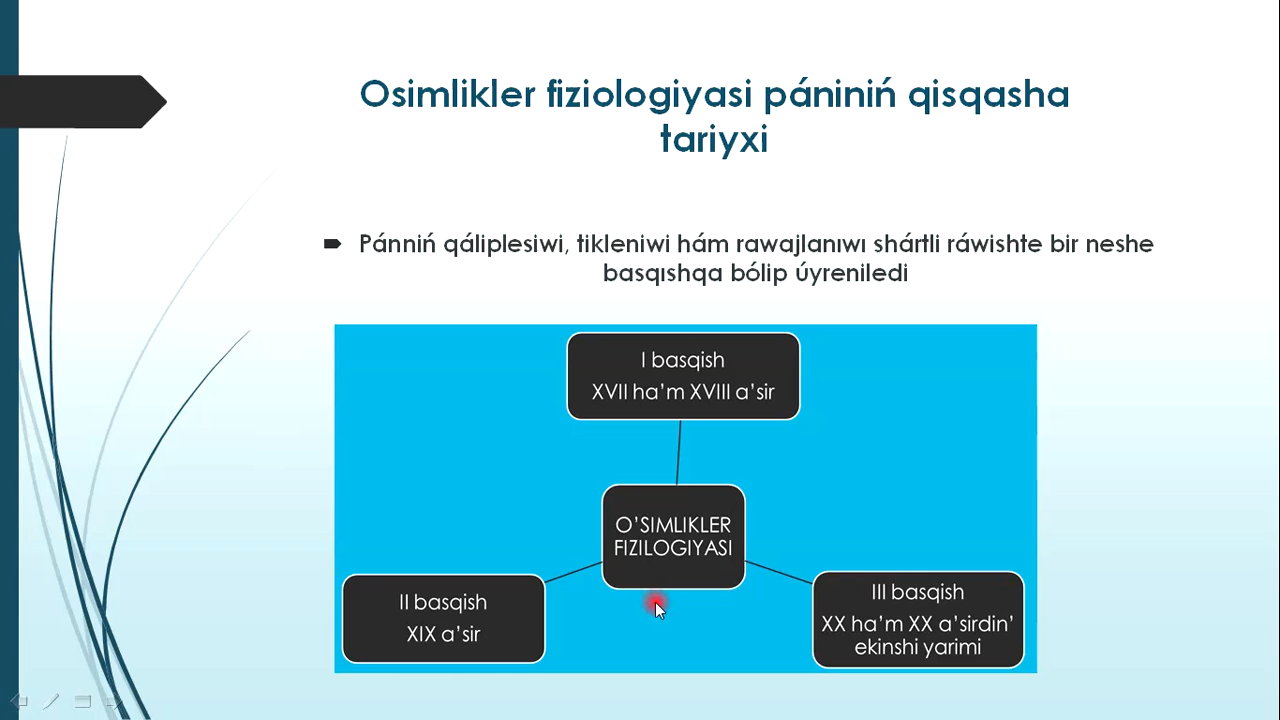 Osimlikler fiziologiyasi pániniń qisqasha
tariyxi
Pánniń qáliplesiwi, tikleniwi hám rawajlanıwı shártli ráwishte bir neshe
basqıshqa bólip úyreniledi
I basqish
XVII ha’m XVIII a’sir
O’SIMLIKLER
FIZILOGIYASI
II basqish
XIX a’sir
III basqish
XX ha’m XX a’sirdin’
ekinshi yarimi